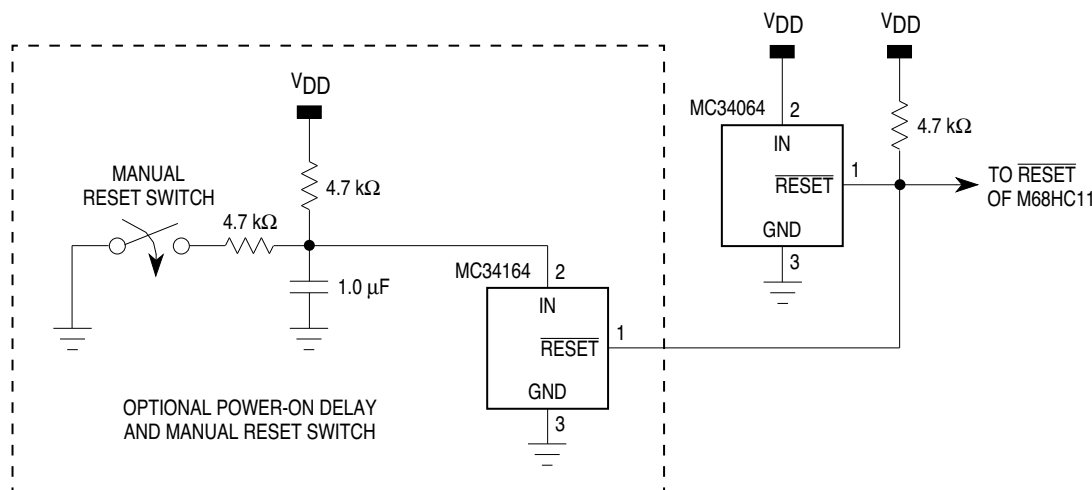 VDD
VDD
MC34064
2
IN
4.7 kΩ
RESET
1
TO RESET
OF M68HC11
GND
3
VDD
4.7 kΩ
MANUAL
RESET SWITCH
4.7 kΩ
1.0 µF
MC34164
2
IN
RESET
1
GND
3
OPTIONAL POWER-ON DELAY
AND MANUAL RESET SWITCH